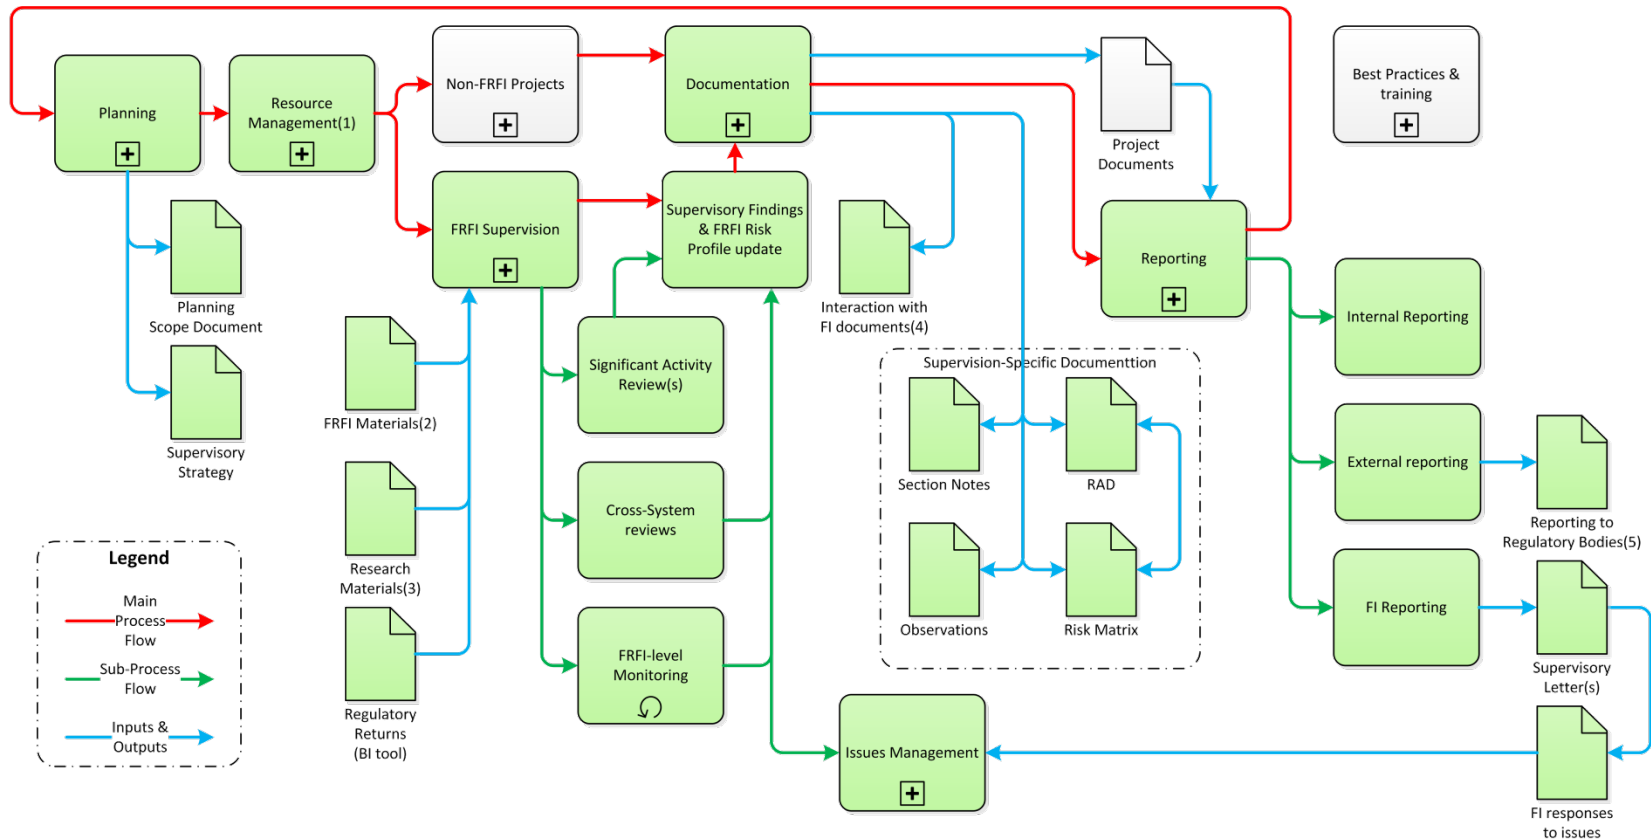 Planning
Resource
Management(1)
Non-FRFI Projects
Documentation
Project
Documents
Best Practices &
training
FRFI Supervision
Supervisory Findings
& FRFI Risk
Profile update
Reporting
Planning
Scope Document
Supervisory
Strategy
FRFI Materials(2)
Research
Materials(3)
Regulatory
Returns
(BI tool)
Significant Activity
Review(s)
Cross-System
reviews
FRFI-level
Monitoring
Interaction with
FI documents(4)
Supervision-Specific Documenttion
Section Notes
RAD
Observations
Risk Matrix
Issues Management
Internal Reporting
External reporting
Reporting to
Regulatory Bodies(5)
FI Reporting
Supervisory
Letter(s)
FI responses
to issues
Legend
Main
Process
Flow
Sub-Process
Flow
Inputs &
Outputs